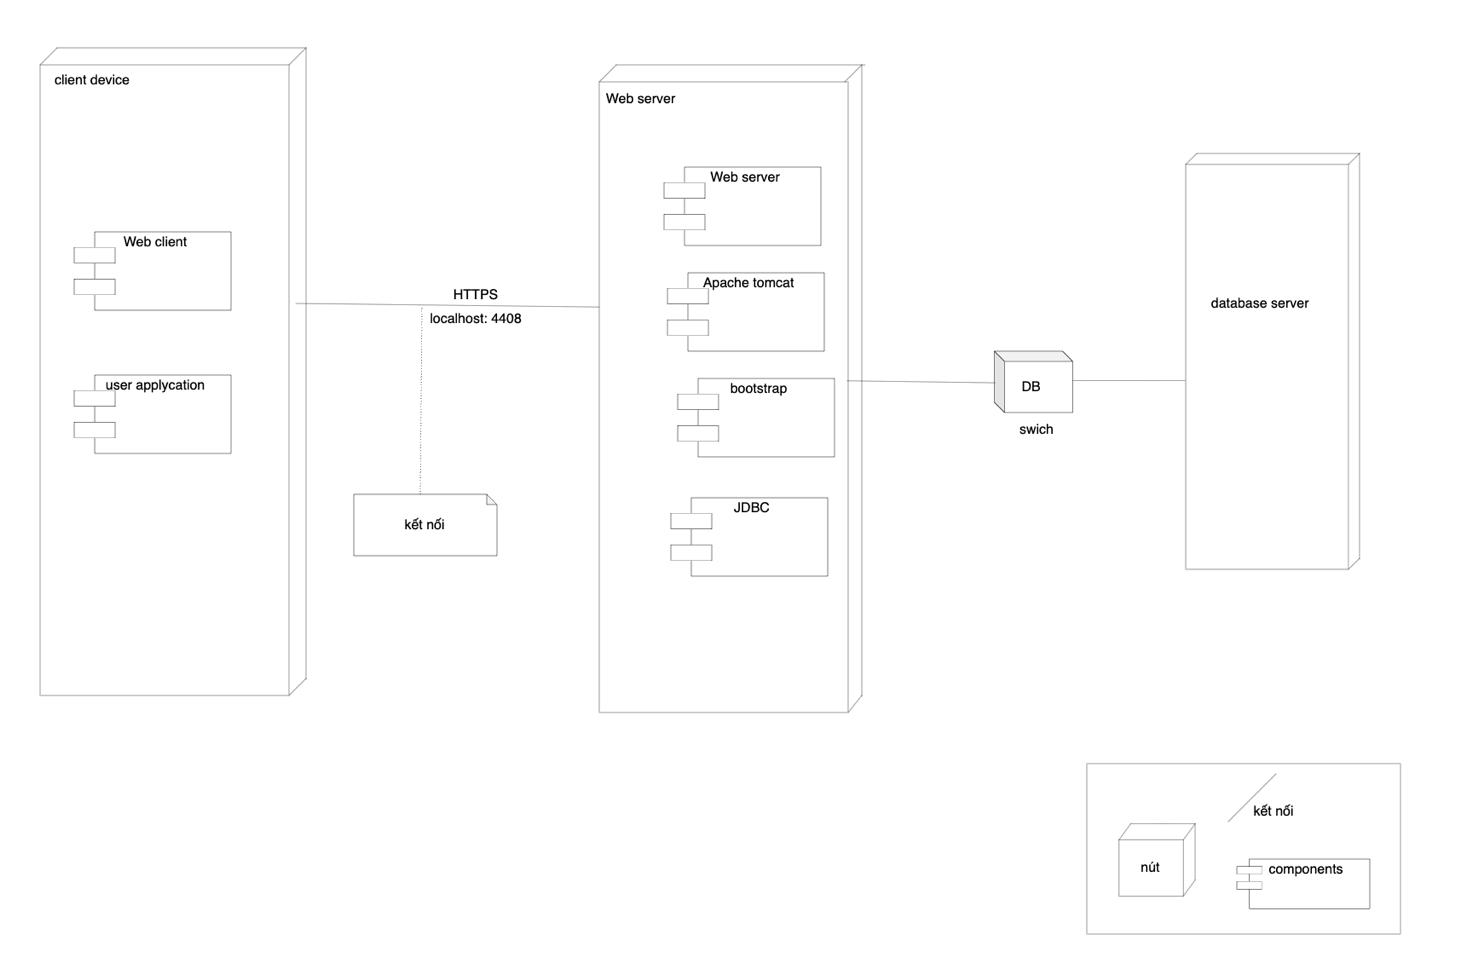 client device
Web client
user applycation
HTTPS
localhost: 4408
kết nối
Web server
Web server
Apache tomcat
bootstrap
JDBC
DB
swich
database server
kết nối
nút
components